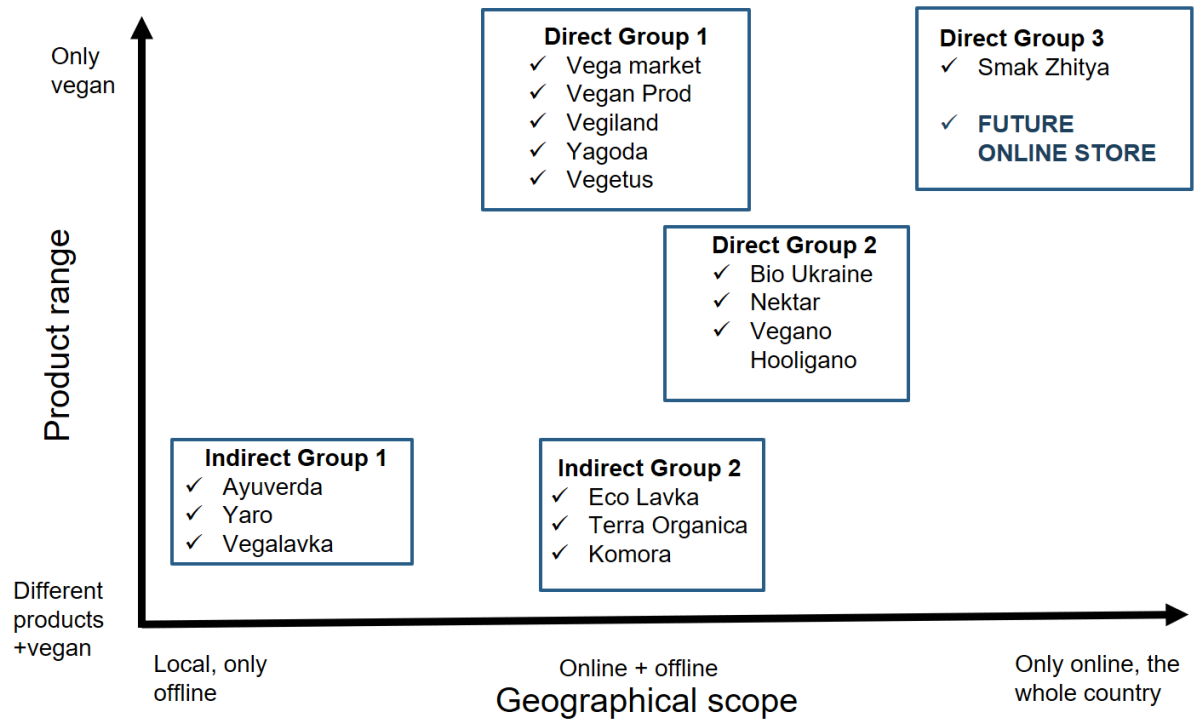 Only
vegan
Direct Group 1
✓ Vega market
✓ Vegan Prod
✓ Vegiland
✓ Yagoda
✓ Vegetus
Direct Group 3
✓ Smak Zhitya
✓ FUTURE
ONLINE STORE
Product range
Direct Group 2
✓ Bio Ukraine
✓ Nektar
✓ Vegano
Hooligano
Indirect Group 1
✓ Ayuverda
✓ Yaro
✓ Vegalavka
Indirect Group 2
✓ Eco Lavka
✓ Terra Organica
✓ Komora
Different
products
+vegan
Local, only
offline
Online + offline
Only online, the
whole country
Geographical scope